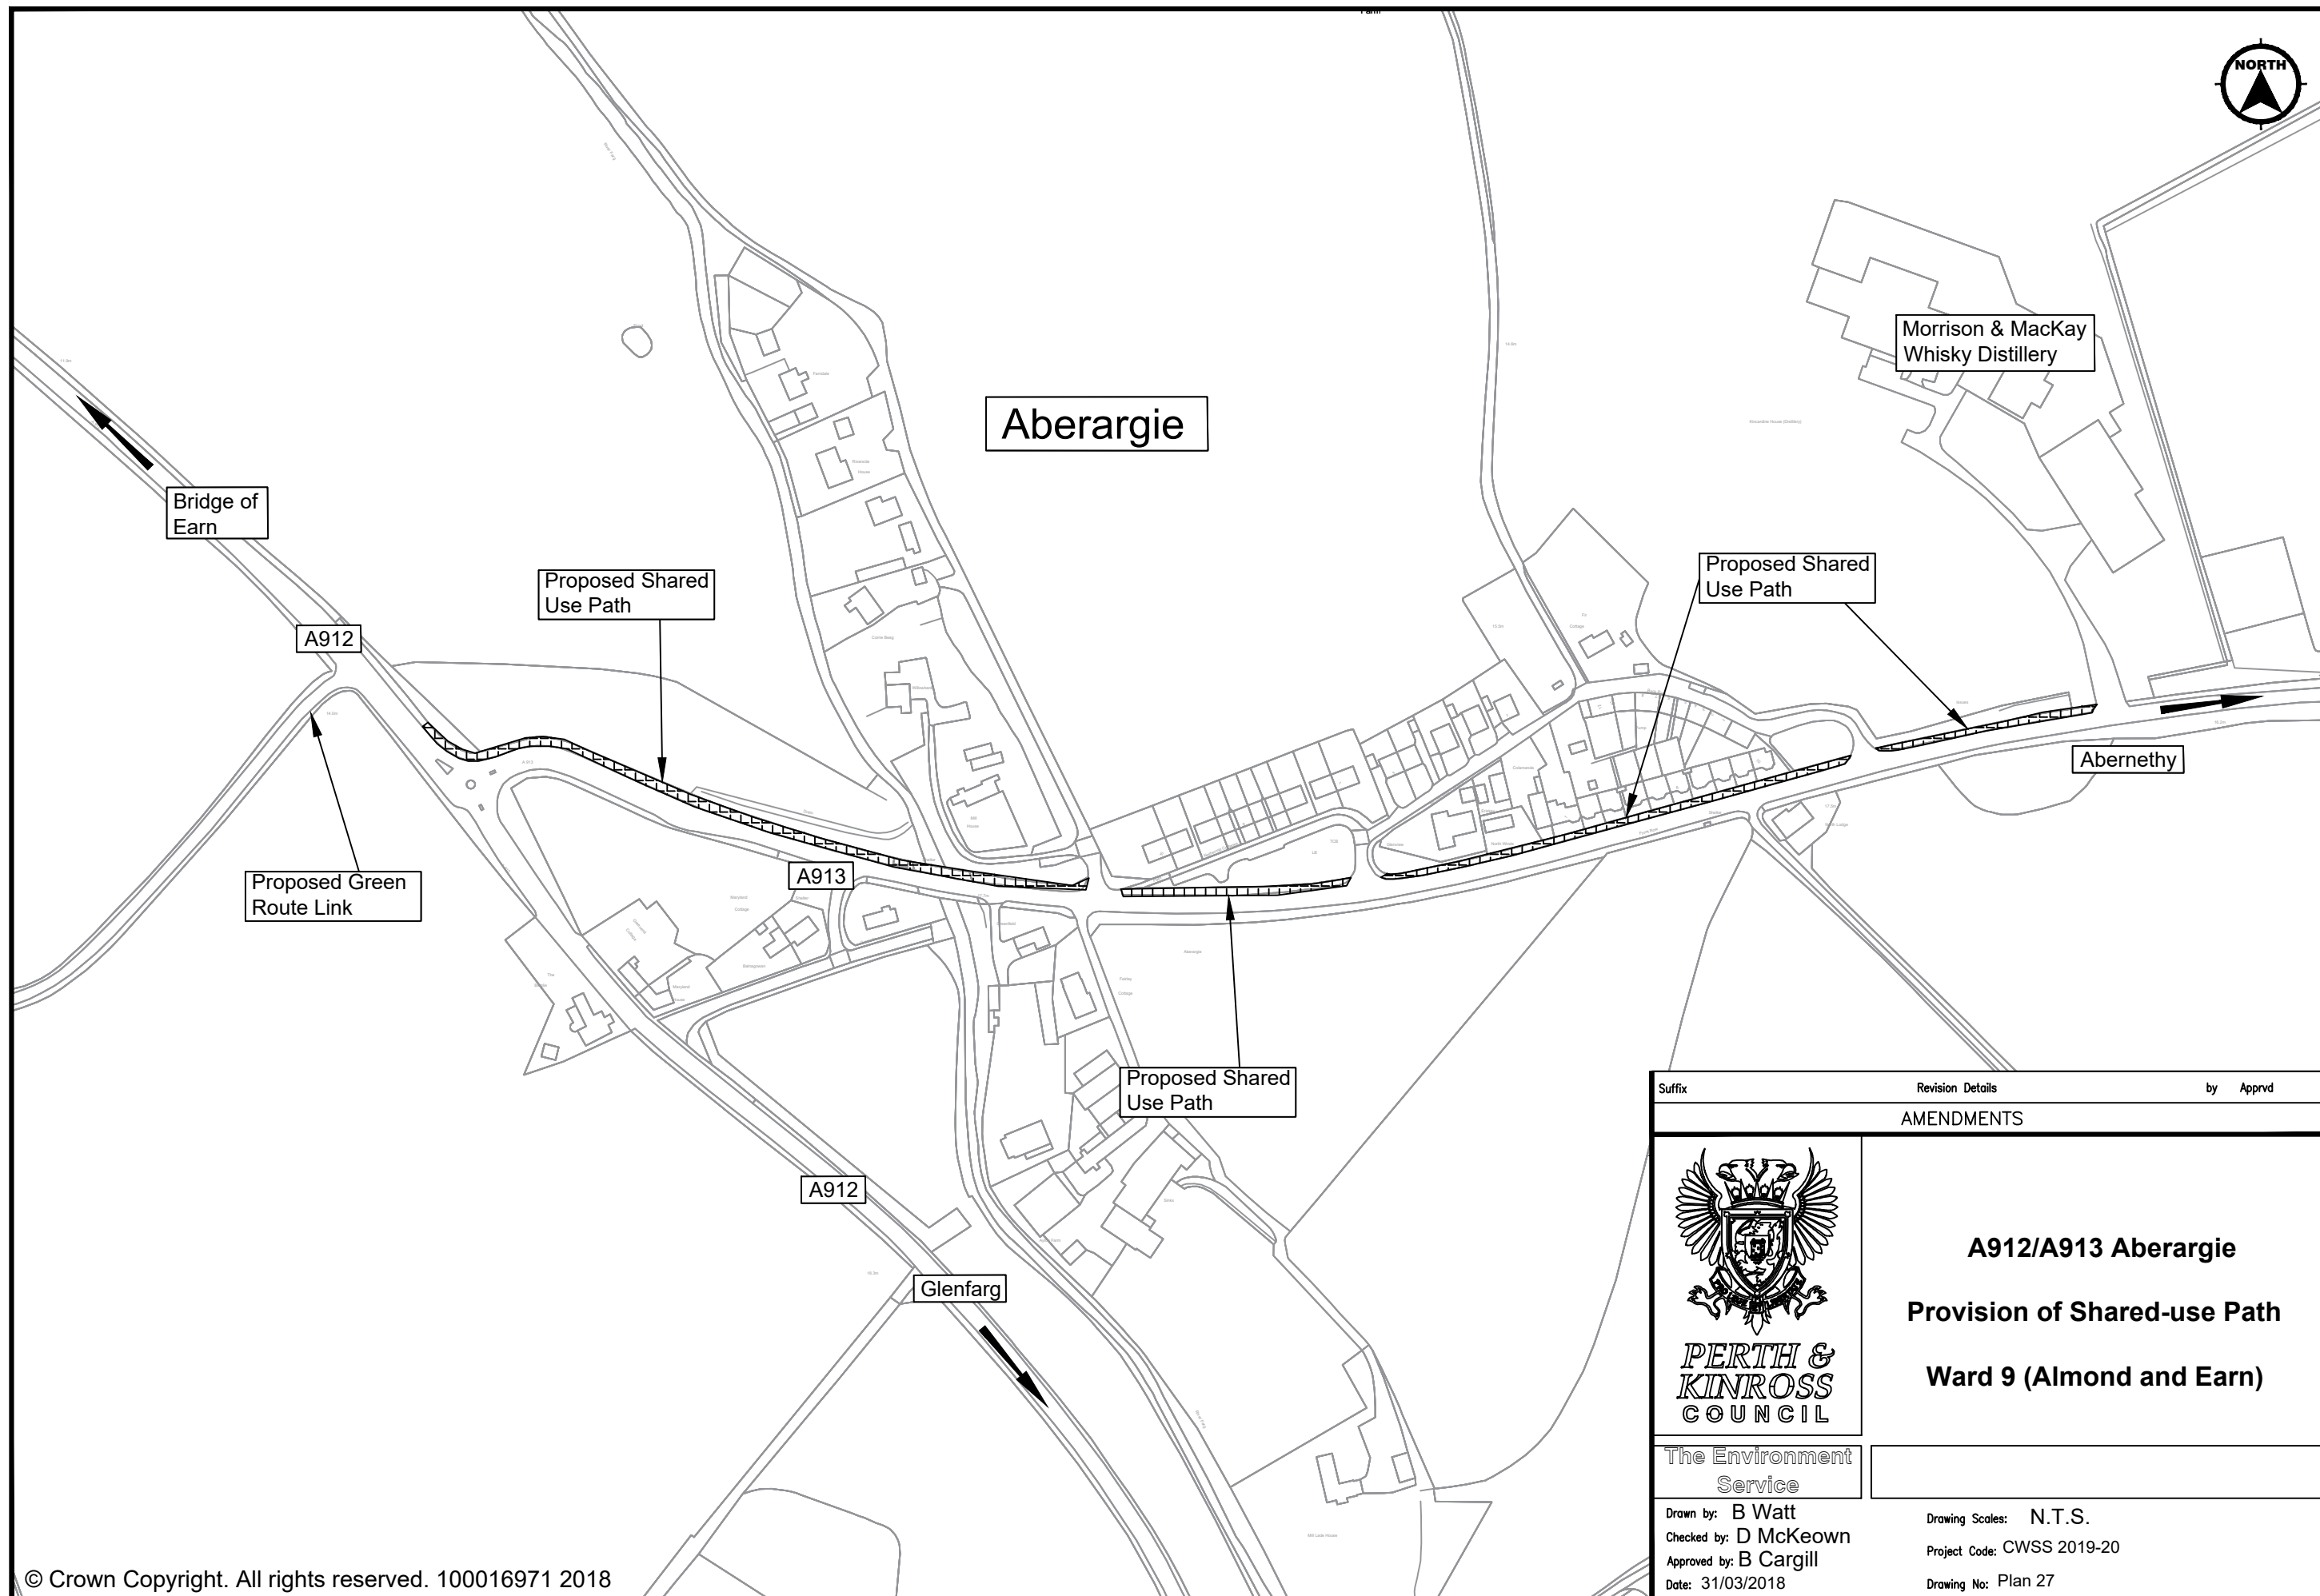 NORTH
Morrison & MacKay
Whisky Distillery
Aberargie
Bridge of
Earn
Proposed Shared
Use Path
Proposed Shared
Use Path
A912
Abernethy
A913
Proposed Green
Route Link
Proposed Shared
Use Path
A912
Glenfarg
Suffix Revision Details by Apprvd
AMENDMENTS
PERTH &
KINROSS
COUNCIL
A912/A913 Aberargie
Provision of Shared-use Path
Ward 9 (Almond and Earn)
The Environment
Service
Drawn by: B Watt
Checked by: D McKeown
Approved by: B Cargill
Date: 31/03/2018
Drawing Scales: N.T.S.
Project Code: CWSS 2019-20
Drawing No: Plan 27
© Crown Copyright. All rights reserved. 100016971 2018